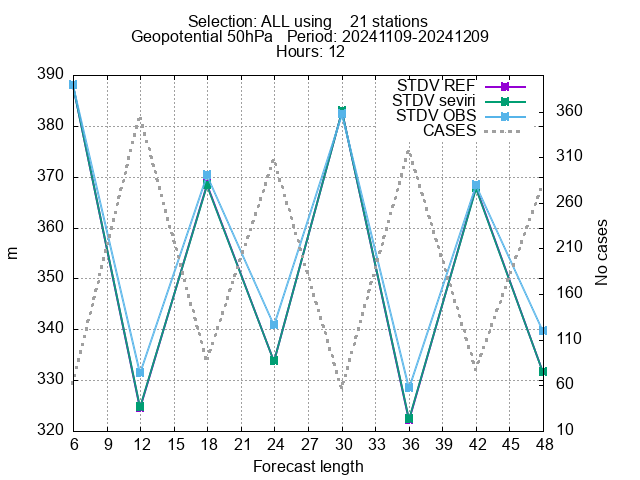 Selection: ALL using    21 stations
Geopotential 50hPa   Period: 20241109-20241209
Hours: 12
390
380
370
360
350
340
330
320
m
STDV REF
STDV seviri
STDV OBS
CASES
360
310
260
210
160
110
60
10
No cases
6 9 12 15 18 21 24 27 30 33 36 39 42 45 48
Forecast length